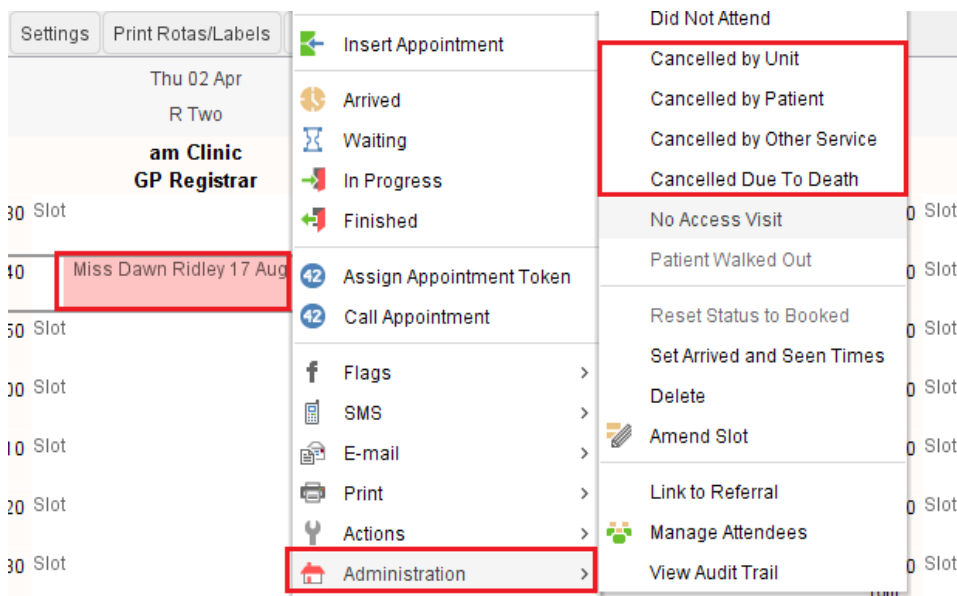 Settings
Print Rotas/Labels
Thu 02 Apr
R Two
am Clinic
GP Registrar
30 Slot
40 Miss Dawn Ridley 17 Aug
50 Slot
00 Slot
10 Slot
20 Slot
30 Slot
Insert Appointment
Arrived
Waiting
In Progress
Finished
42 Assign Appointment Token
42 Call Appointment
Flags
SMS
E-mail
Print
Actions
Administration
Did Not Attend
Cancelled by Unit
Cancelled by Patient
Cancelled by Other Service
Cancelled Due To Death
No Access Visit
Patient Walked Out
Reset Status to Booked
Set Arrived and Seen Times
Delete
Amend Slot
Link to Referral
Manage Attendees
View Audit Trail
0 Slot
0 Slot
0 Slot
0 Slot
0 Slot
0 Slot
0 Slot